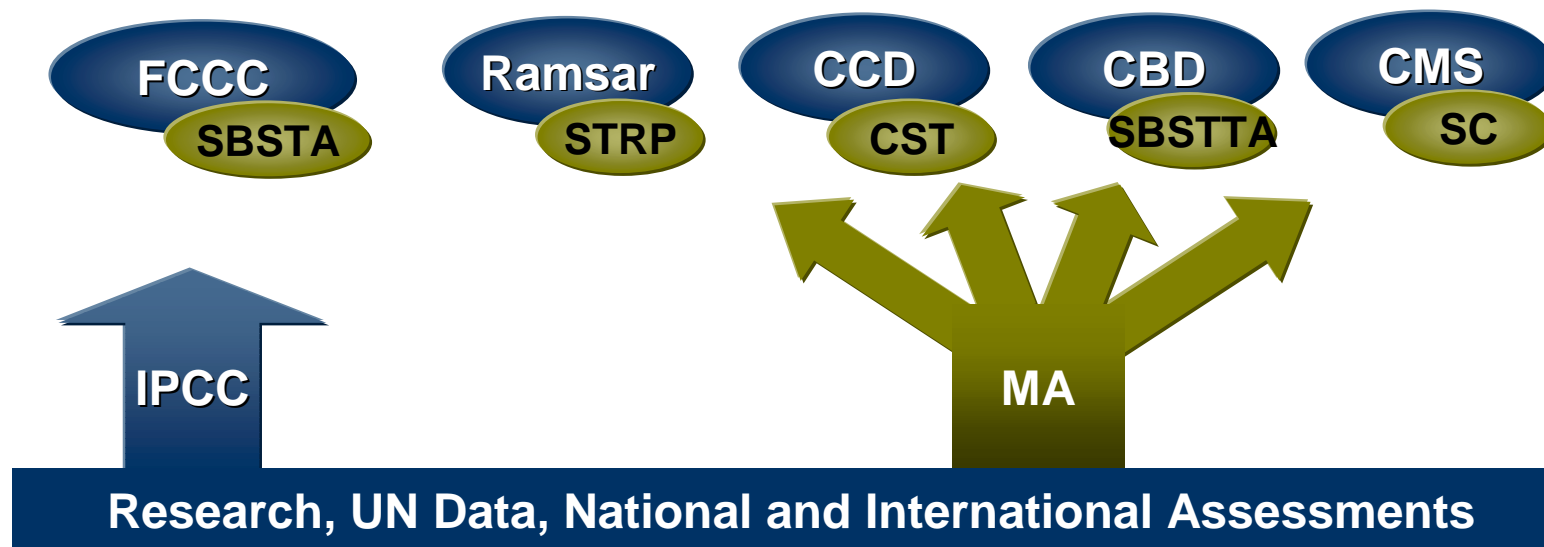 FCCC
SBSTA
Ramsar
STRP
CCD
CST
CBD
SBSTTA
CMS
SC
IPCC
MA
Research, UN Data, National and International Assessments